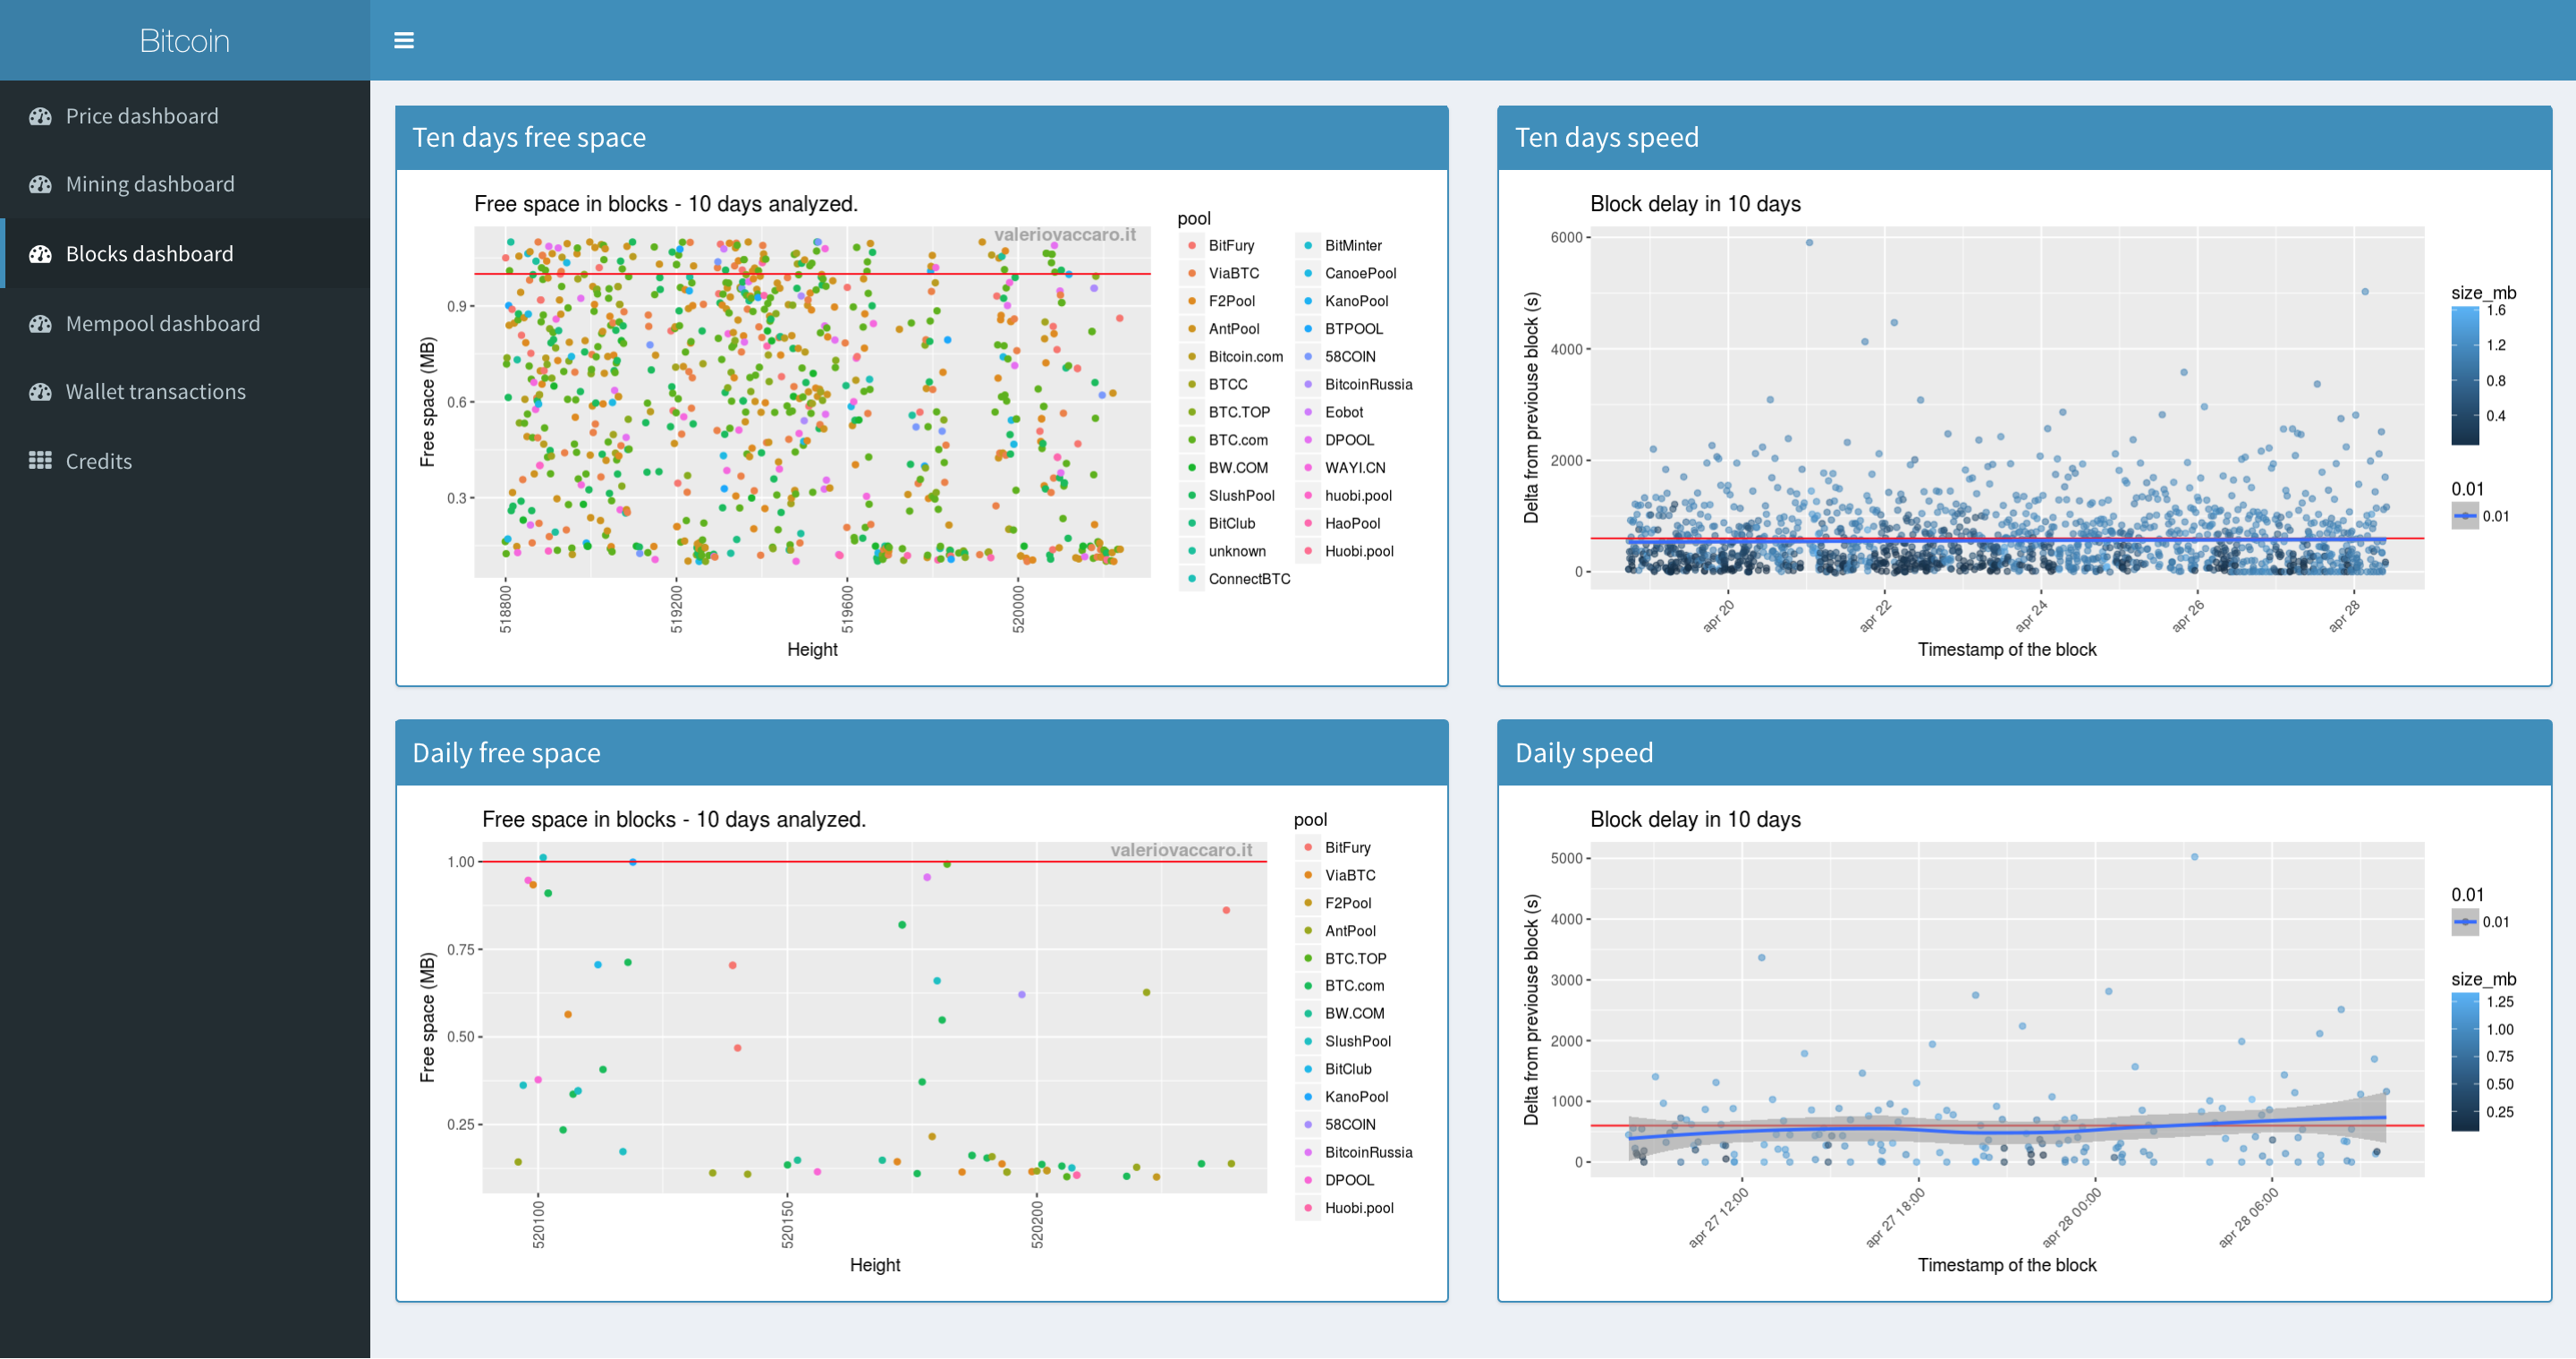 Bitcoin
Price dashboard
Mining dashboard
Blocks dashboard
Mempool dashboard
Wallet transactions
Credits
Ten days free space
Free space in blocks - 10 days analyzed.
valeriovaccaro.it
Free space (MB)
0.9
0.6
0.3
518800
519200
519600
520000
Height
pool
BitFury
ViaBTC
F2Pool
AntPool
Bitcoin.com
BTCC
BTC.TOP
BTC.com
BW.COM
SlushPool
BitClub
unknown
ConnectBTC
BitMinter
CanoePool
KanoPool
BTPOOL
58COIN
BitcoinRussia
Eobot
DPOOL
WAYI.CN
huobi.pool
HaoPool
Huobi.pool
Ten days speed
Block delay in 10 days
Delta from previouse block (s)
6000
4000
2000
0
apr 20
apr 22
apr 24
apr 26
apr 28
Timestamp of the block
size_mb
1.6
1.2
0.8
0.4
0.01
0.01
Daily free space
Free space in blocks - 10 days analyzed.
valeriovaccaro.it
Free space (MB)
1.00
0.75
0.50
0.25
520100
520150
520200
Height
pool
BitFury
ViaBTC
F2Pool
AntPool
BTC.TOP
BTC.com
BW.COM
SlushPool
BitClub
KanoPool
58COIN
BitcoinRussia
DPOOL
Huobi.pool
Daily speed
Block delay in 10 days
Delta from previouse block (s)
5000
4000
3000
2000
1000
0
apr 27 12:00
apr 27 18:00
apr 28 00:00
apr 28 06:00
Timestamp of the block
0.01
0.01
size_mb
1.25
1.00
0.75
0.50
0.25